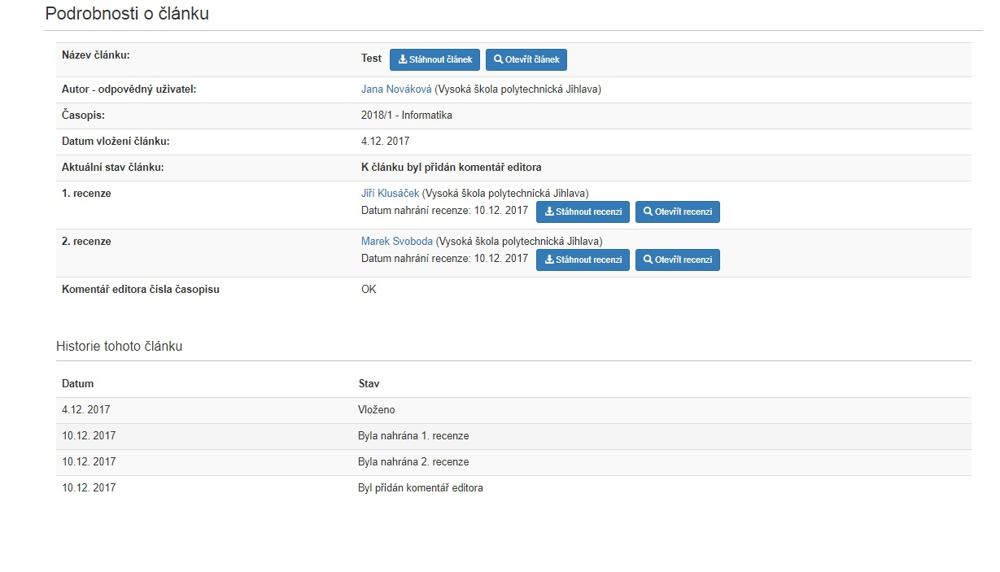 Podrobnosti o článku
Název článku: Test Stáhnout článek Otevřít článek
Autor - odpovědný uživatel: Jana Nováková (Vysoká škola polytechnická Jihlava)
Časopis: 2018/1 - Informatika
Datum vložení článku: 4.12. 2017
Aktuální stav článku: K článku byl přidán komentář editora
1. recenze Jiří Klusáček (Vysoká škola polytechnická Jihlava)
Datum nahrání recenze: 10.12. 2017 Stáhnout recenzi Otevřít recenzi
2. recenze Marek Svoboda (Vysoká škola polytechnická Jihlava)
Datum nahrání recenze: 10.12. 2017 Stáhnout recenzi Otevřít recenzi
Komentář editora čísla časopisu OK
Historie tohoto článku
Datum Stav
4.12. 2017 Vloženo
10.12. 2017 Byla nahrána 1. recenze
10.12. 2017 Byla nahrána 2. recenze
10.12. 2017 Byl přidán komentář editora